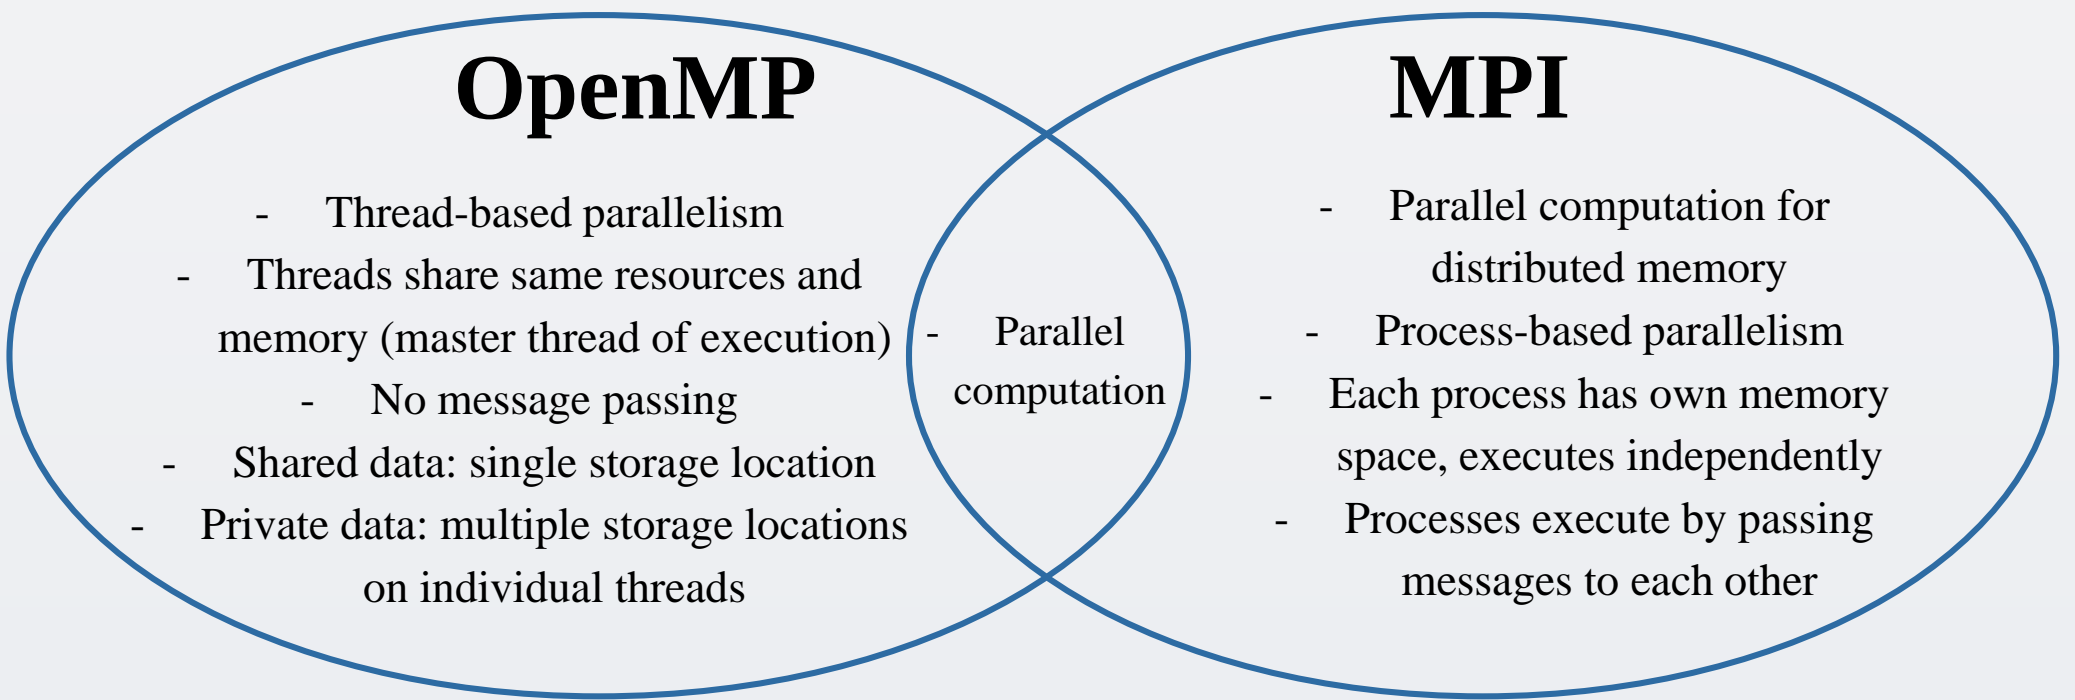 OpenMP
- Thread-based parallelism
- Threads share same resources and
memory (master thread of execution)
- No message passing
- Shared data: single storage location
- Private data: multiple storage locations
on individual threads
- Parallel
computation
MPI
- Parallel computation for
distributed memory
- Process-based parallelism
- Each process has own memory
space, executes independently
- Processes execute by passing
messages to each other